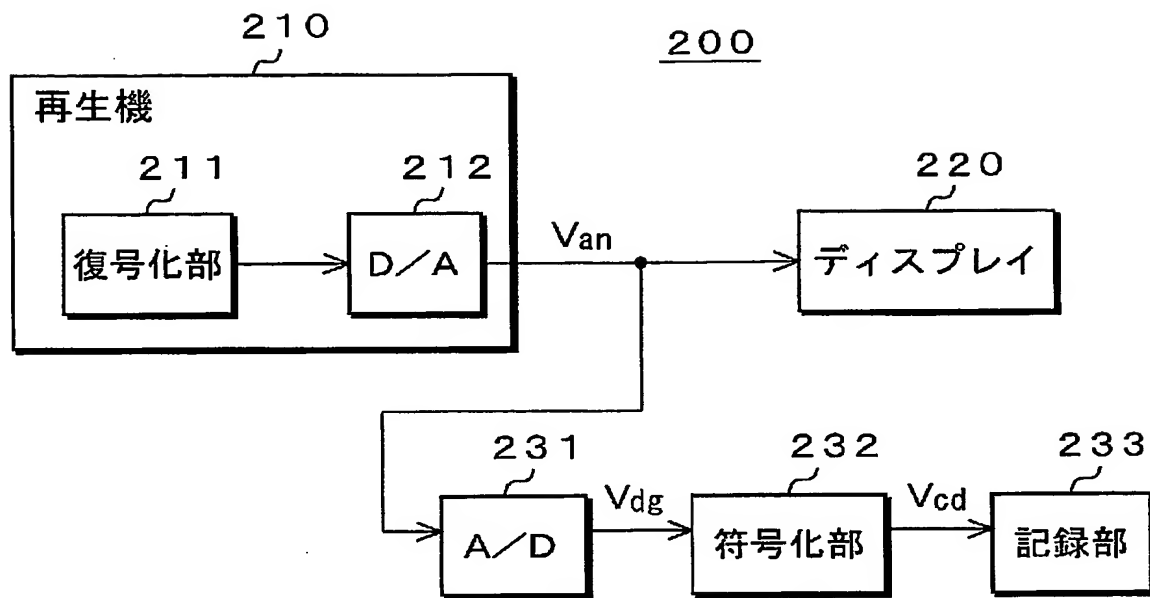 210
200
再生機
211
212
220
復号化部
D/A
Van
ディスプレイ
231
232
233
A/D
Vdg
符号化部
Vcd
記録部